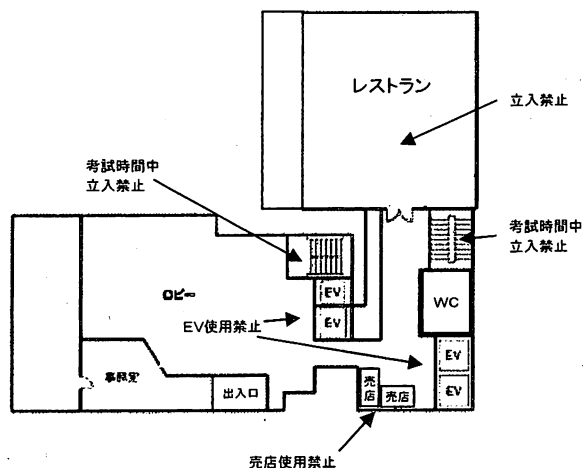 レストラン
立入禁止
考試時間中
立入禁止
考試時間中
立入禁止
ロビー
EV
EV
WC
EV使用禁止
EV
EV
事務室
出入口
売店
売店
売店使用禁止